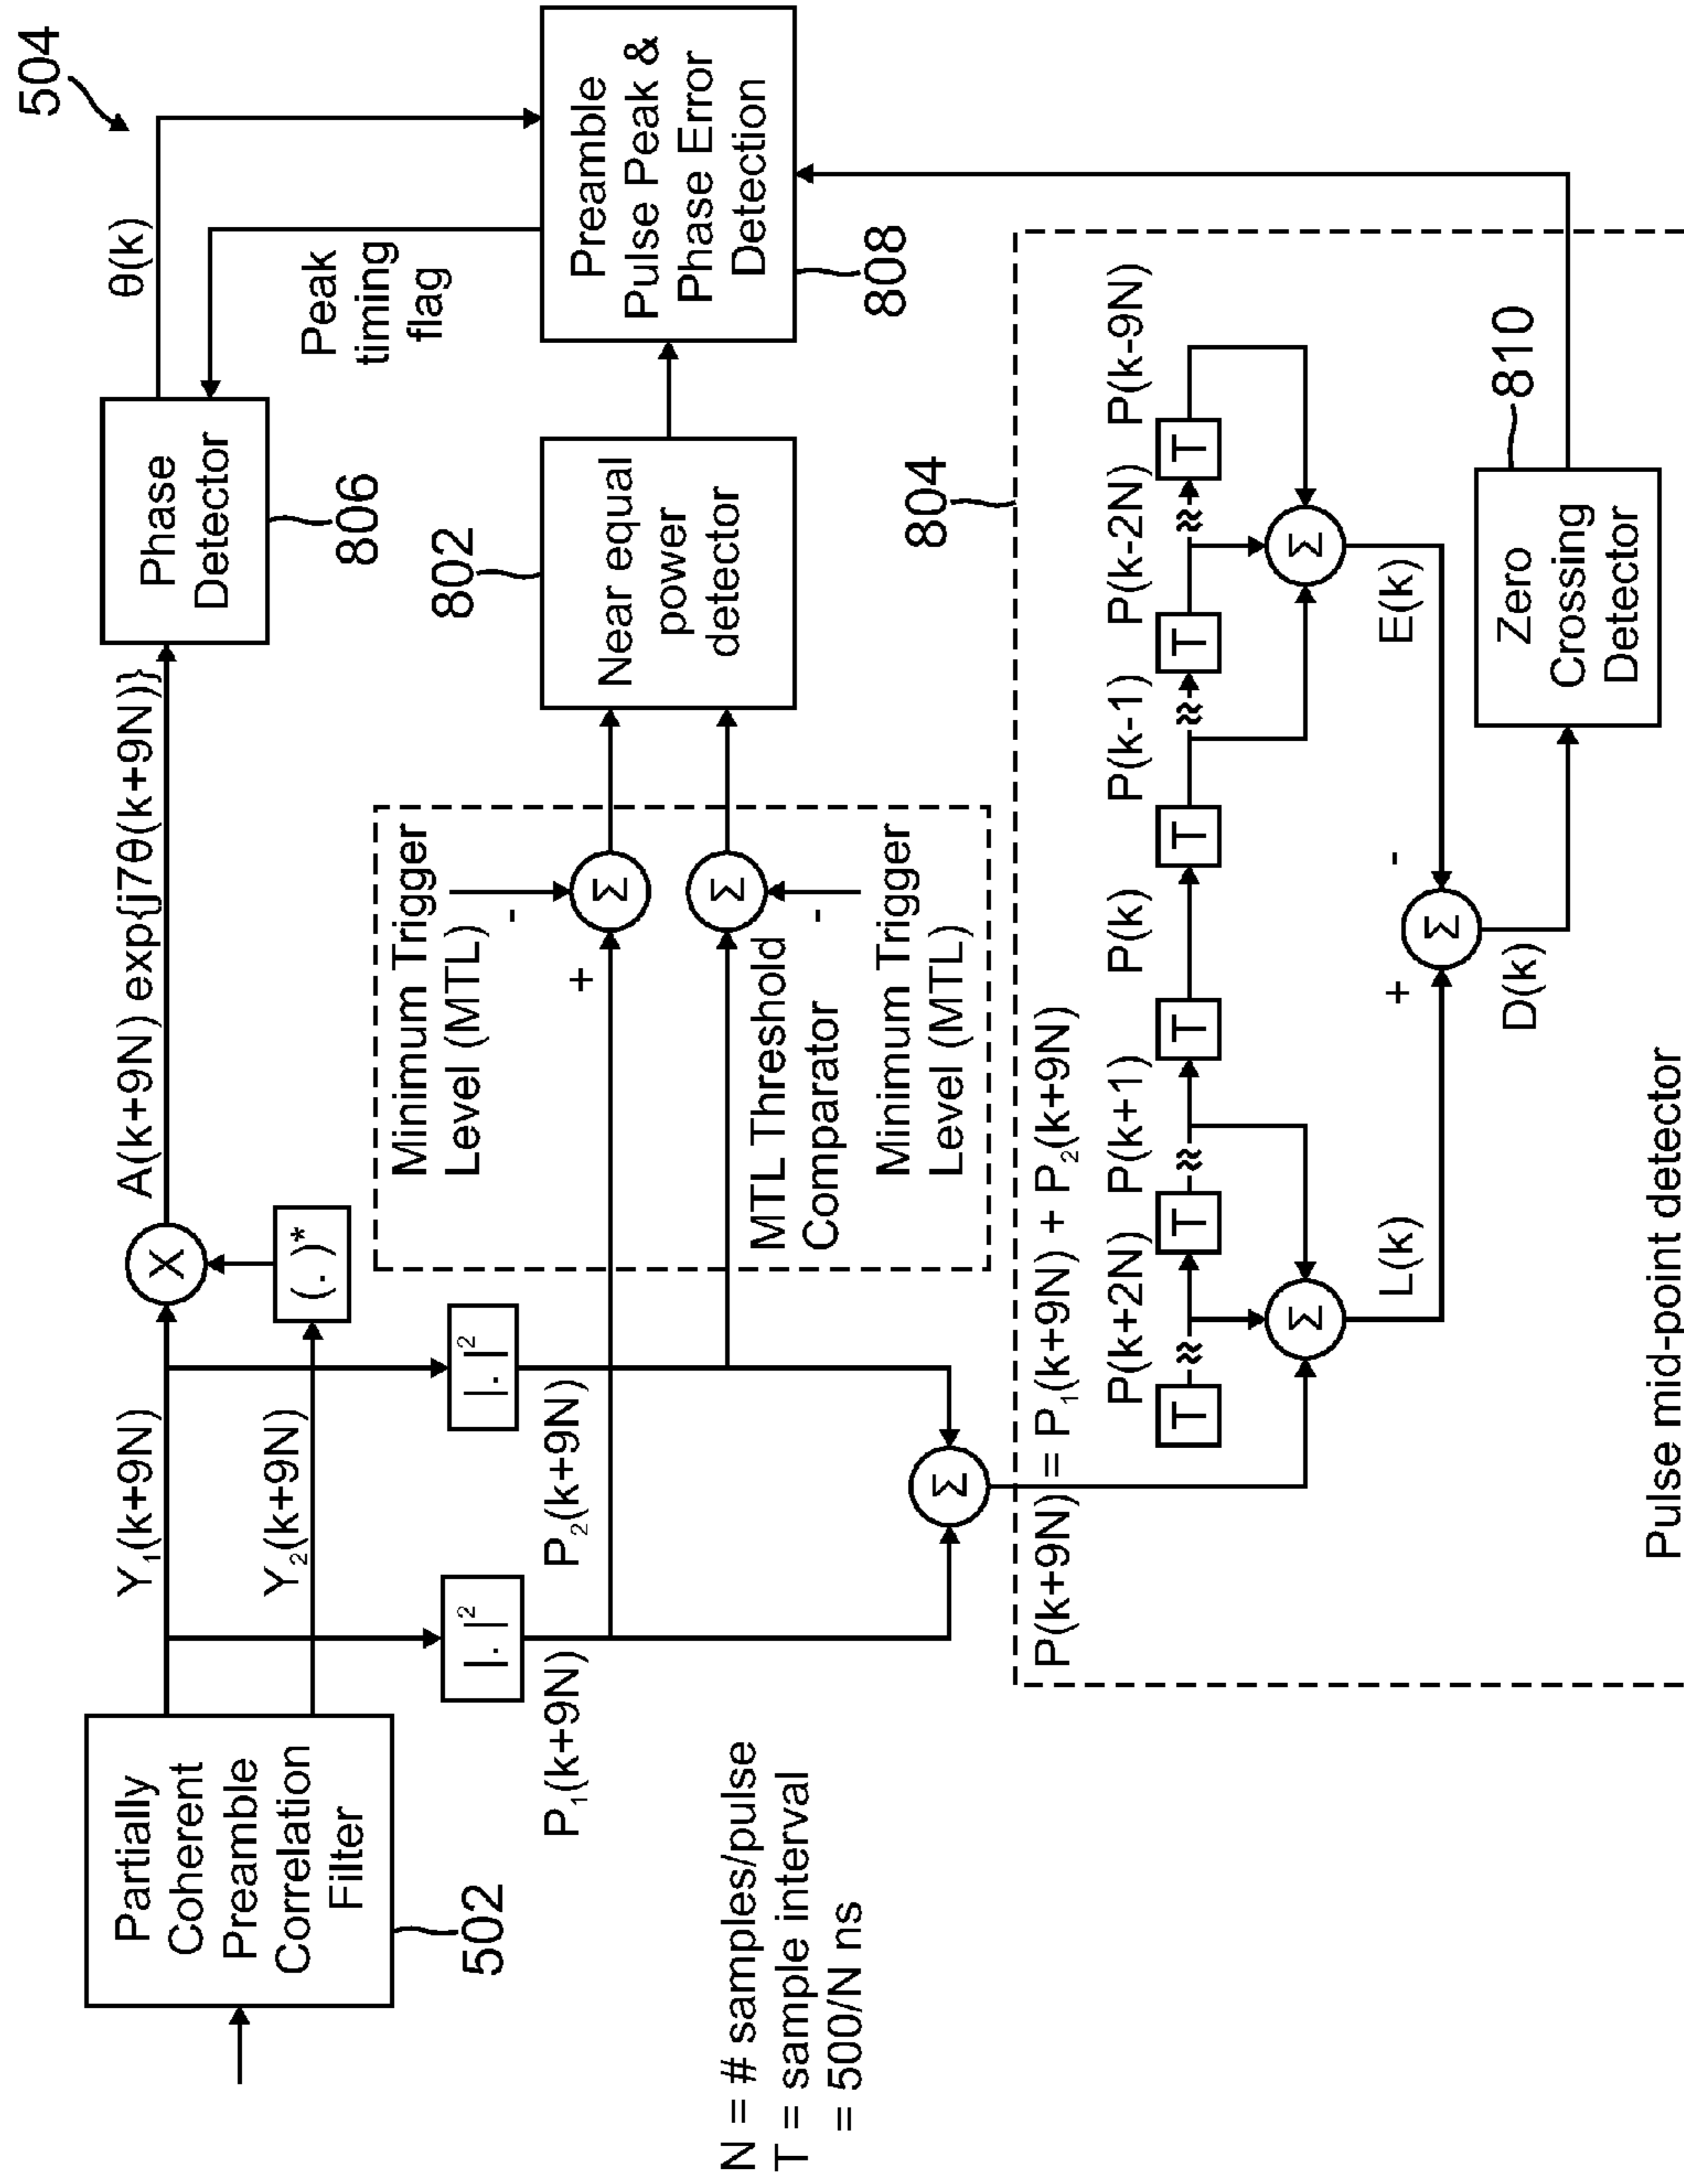 504
Partially
Coherent
Preamble
Correlation
Filter
502
Y₁(k+9N)
Y₂(k+9N)
X
(.)*
A(k+9N) exp{j7θ(k+9N)}
Phase
Detector
806
θ(k)
Peak
timing
flag
|.|²
|.|²
P₁(k+9N)
P₂(k+9N)
Minimum Trigger
Level (MTL)
-
+
Σ
Σ
MTL Threshold
Comparator
-
Minimum Trigger
Level (MTL)
802
Near equal
power
detector
Preamble
Pulse Peak &
Phase Error
Detection
808
N = # samples/pulse
T = sample interval
= 500/N ns
Σ
804
P(k+9N) = P₁(k+9N) + P₂(k+9N)
P(k+2N)
P(k+1)
P(k)
P(k-1)
P(k-2N)
P(k-9N)
T
T
T
T
T
T
Σ
Σ
L(k)
E(k)
+
-
Σ
D(k)
Zero
Crossing
Detector
810
Pulse mid-point detector